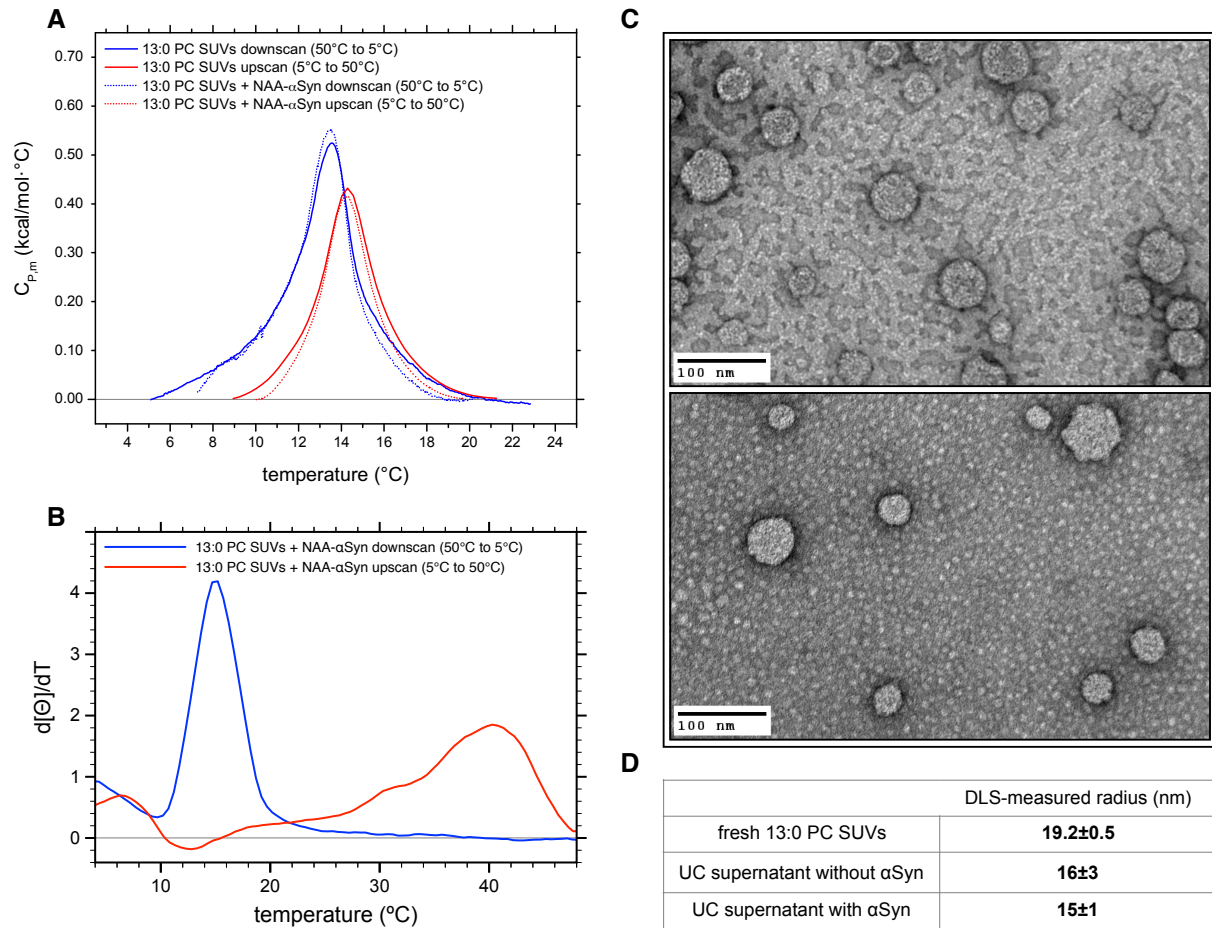 A
13:0 PC SUVs downscan (50°C to 5°C)
13:0 PC SUVs upscan (5°C to 50°C)
13:0 PC SUVs + NAA-αSyn downscan (50°C to 5°C)
13:0 PC SUVs + NAA-αSyn upscan (5°C to 50°C)
0.70
0.60
0.50
0.40
0.30
0.20
0.10
0.00
C_P,m (kcal/mol·°C)
4 6 8 10 12 14 16 18 20 22 24
temperature (°C)
B
13:0 PC SUVs + NAA-αSyn downscan (50°C to 5°C)
13:0 PC SUVs + NAA-αSyn upscan (5°C to 50°C)
4
3
2
1
0
d[Θ]/dT
10 20 30 40
temperature (ºC)
C
100 nm
100 nm
D
DLS-measured radius (nm)
fresh 13:0 PC SUVs 19.2±0.5
UC supernatant without αSyn 16±3
UC supernatant with αSyn 15±1